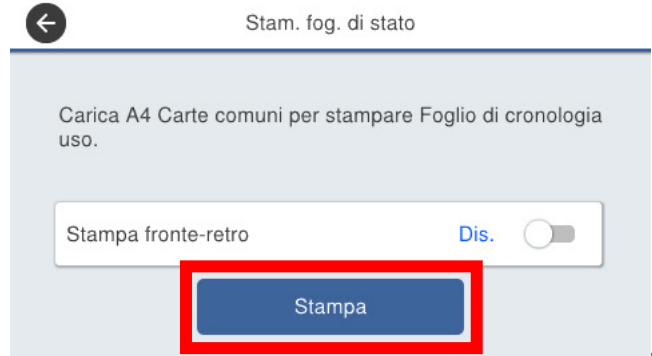 Stam. fog. di stato
Carica A4 Carte comuni per stampare Foglio di cronologia
uso.
Stampa fronte-retro Dis.
Stampa